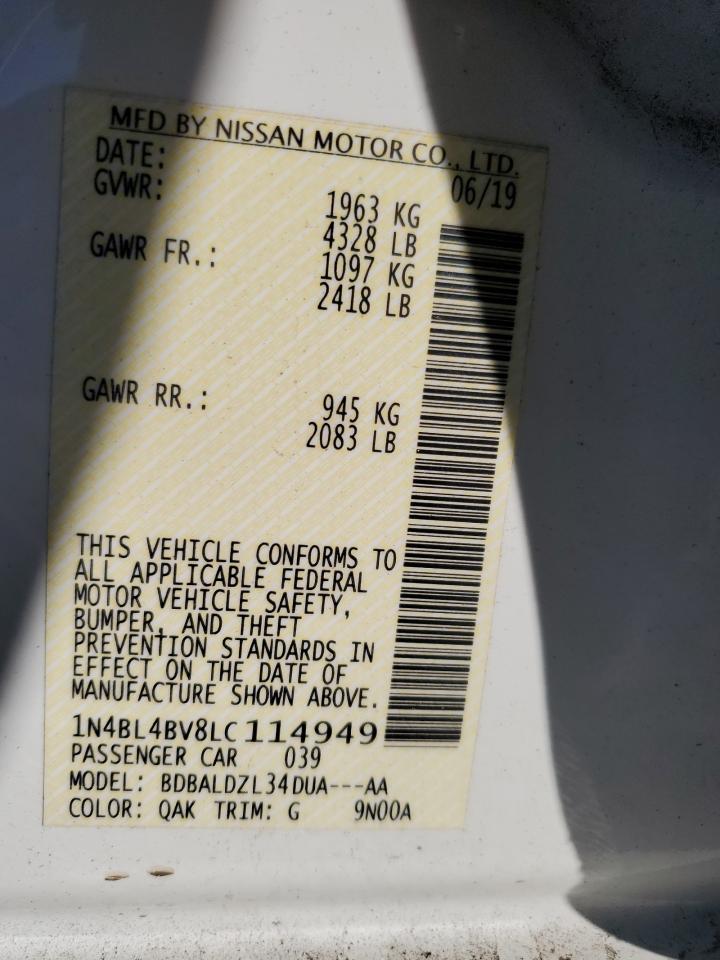 MFD BY NISSAN MOTOR CO., LTD.
DATE: 06/19
GVWR: 1963 KG
4328 LB
GAWR FR.: 1097 KG
2418 LB
GAWR RR.: 945 KG
2083 LB
THIS VEHICLE CONFORMS TO
ALL APPLICABLE FEDERAL
MOTOR VEHICLE SAFETY,
BUMPER, AND THEFT
PREVENTION STANDARDS IN
EFFECT ON THE DATE OF
MANUFACTURE SHOWN ABOVE.
1N4BL4BV8LC114949
PASSENGER CAR 039
MODEL: BDBALDZL34DUA---AA
COLOR: QAK TRIM: G 9N00A